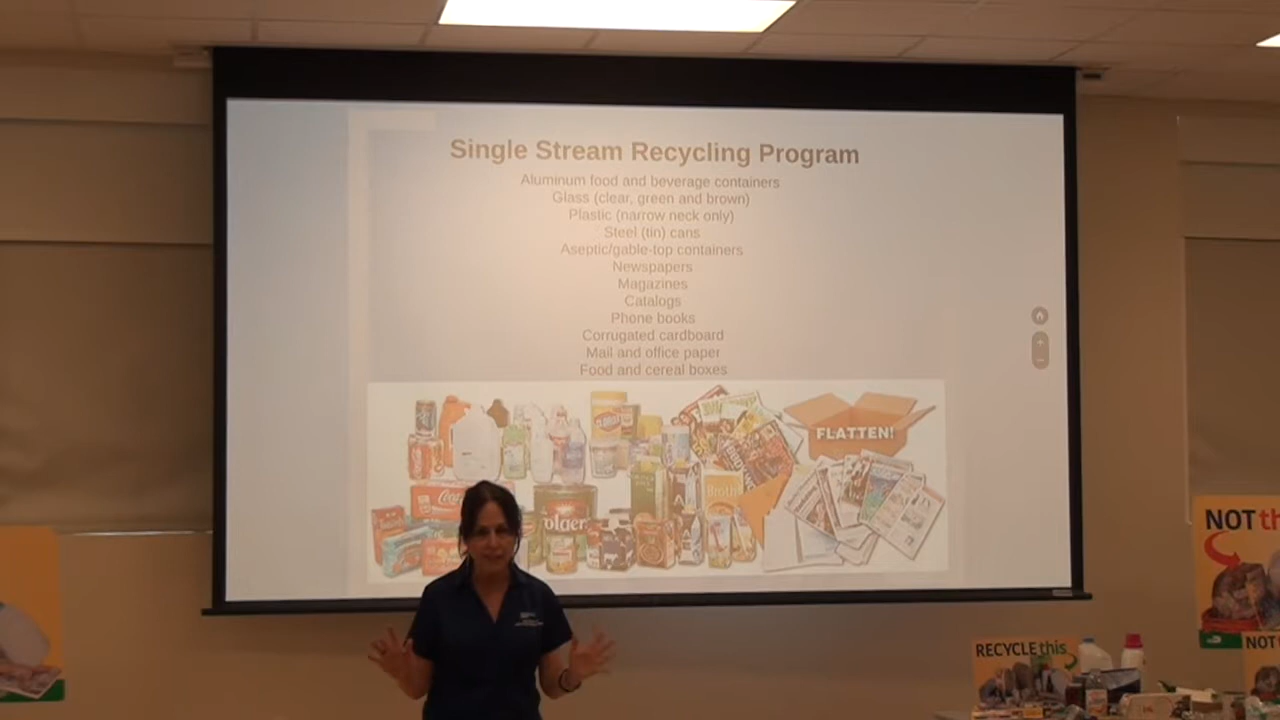 Single Stream Recycling Program
Aluminum food and beverage containers
Glass (clear, green and brown)
Plastic (narrow neck only)
Steel (tin) cans
Aseptic/gable-top containers
Newspapers
Magazines
Catalogs
Phone books
Corrugated cardboard
Mail and office paper
Food and cereal boxes
FLATTEN!
Broth
NOT th
RECYCLE this
NOT